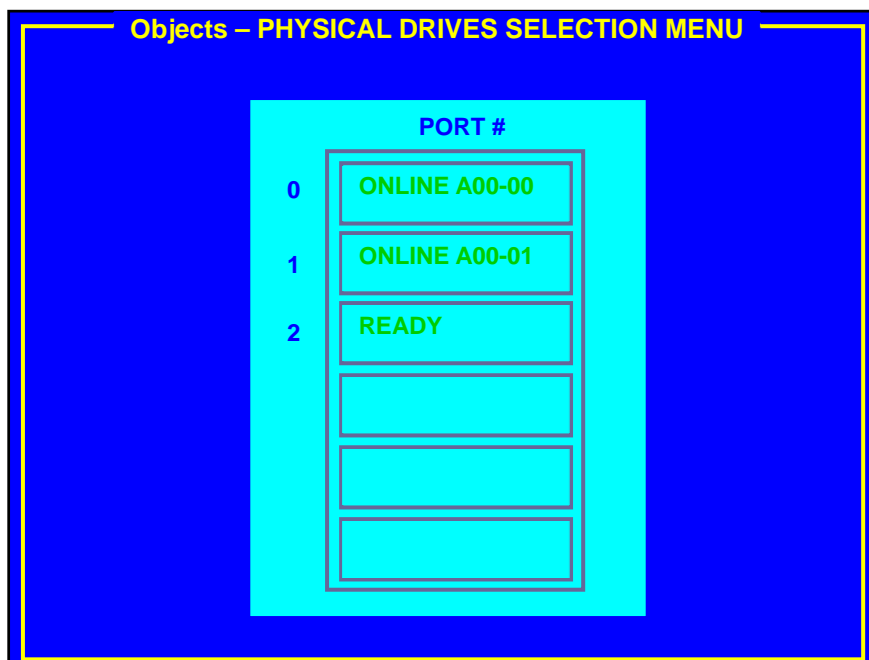 Objects – PHYSICAL DRIVES SELECTION MENU
PORT #
0 ONLINE A00-00
1 ONLINE A00-01
2 READY